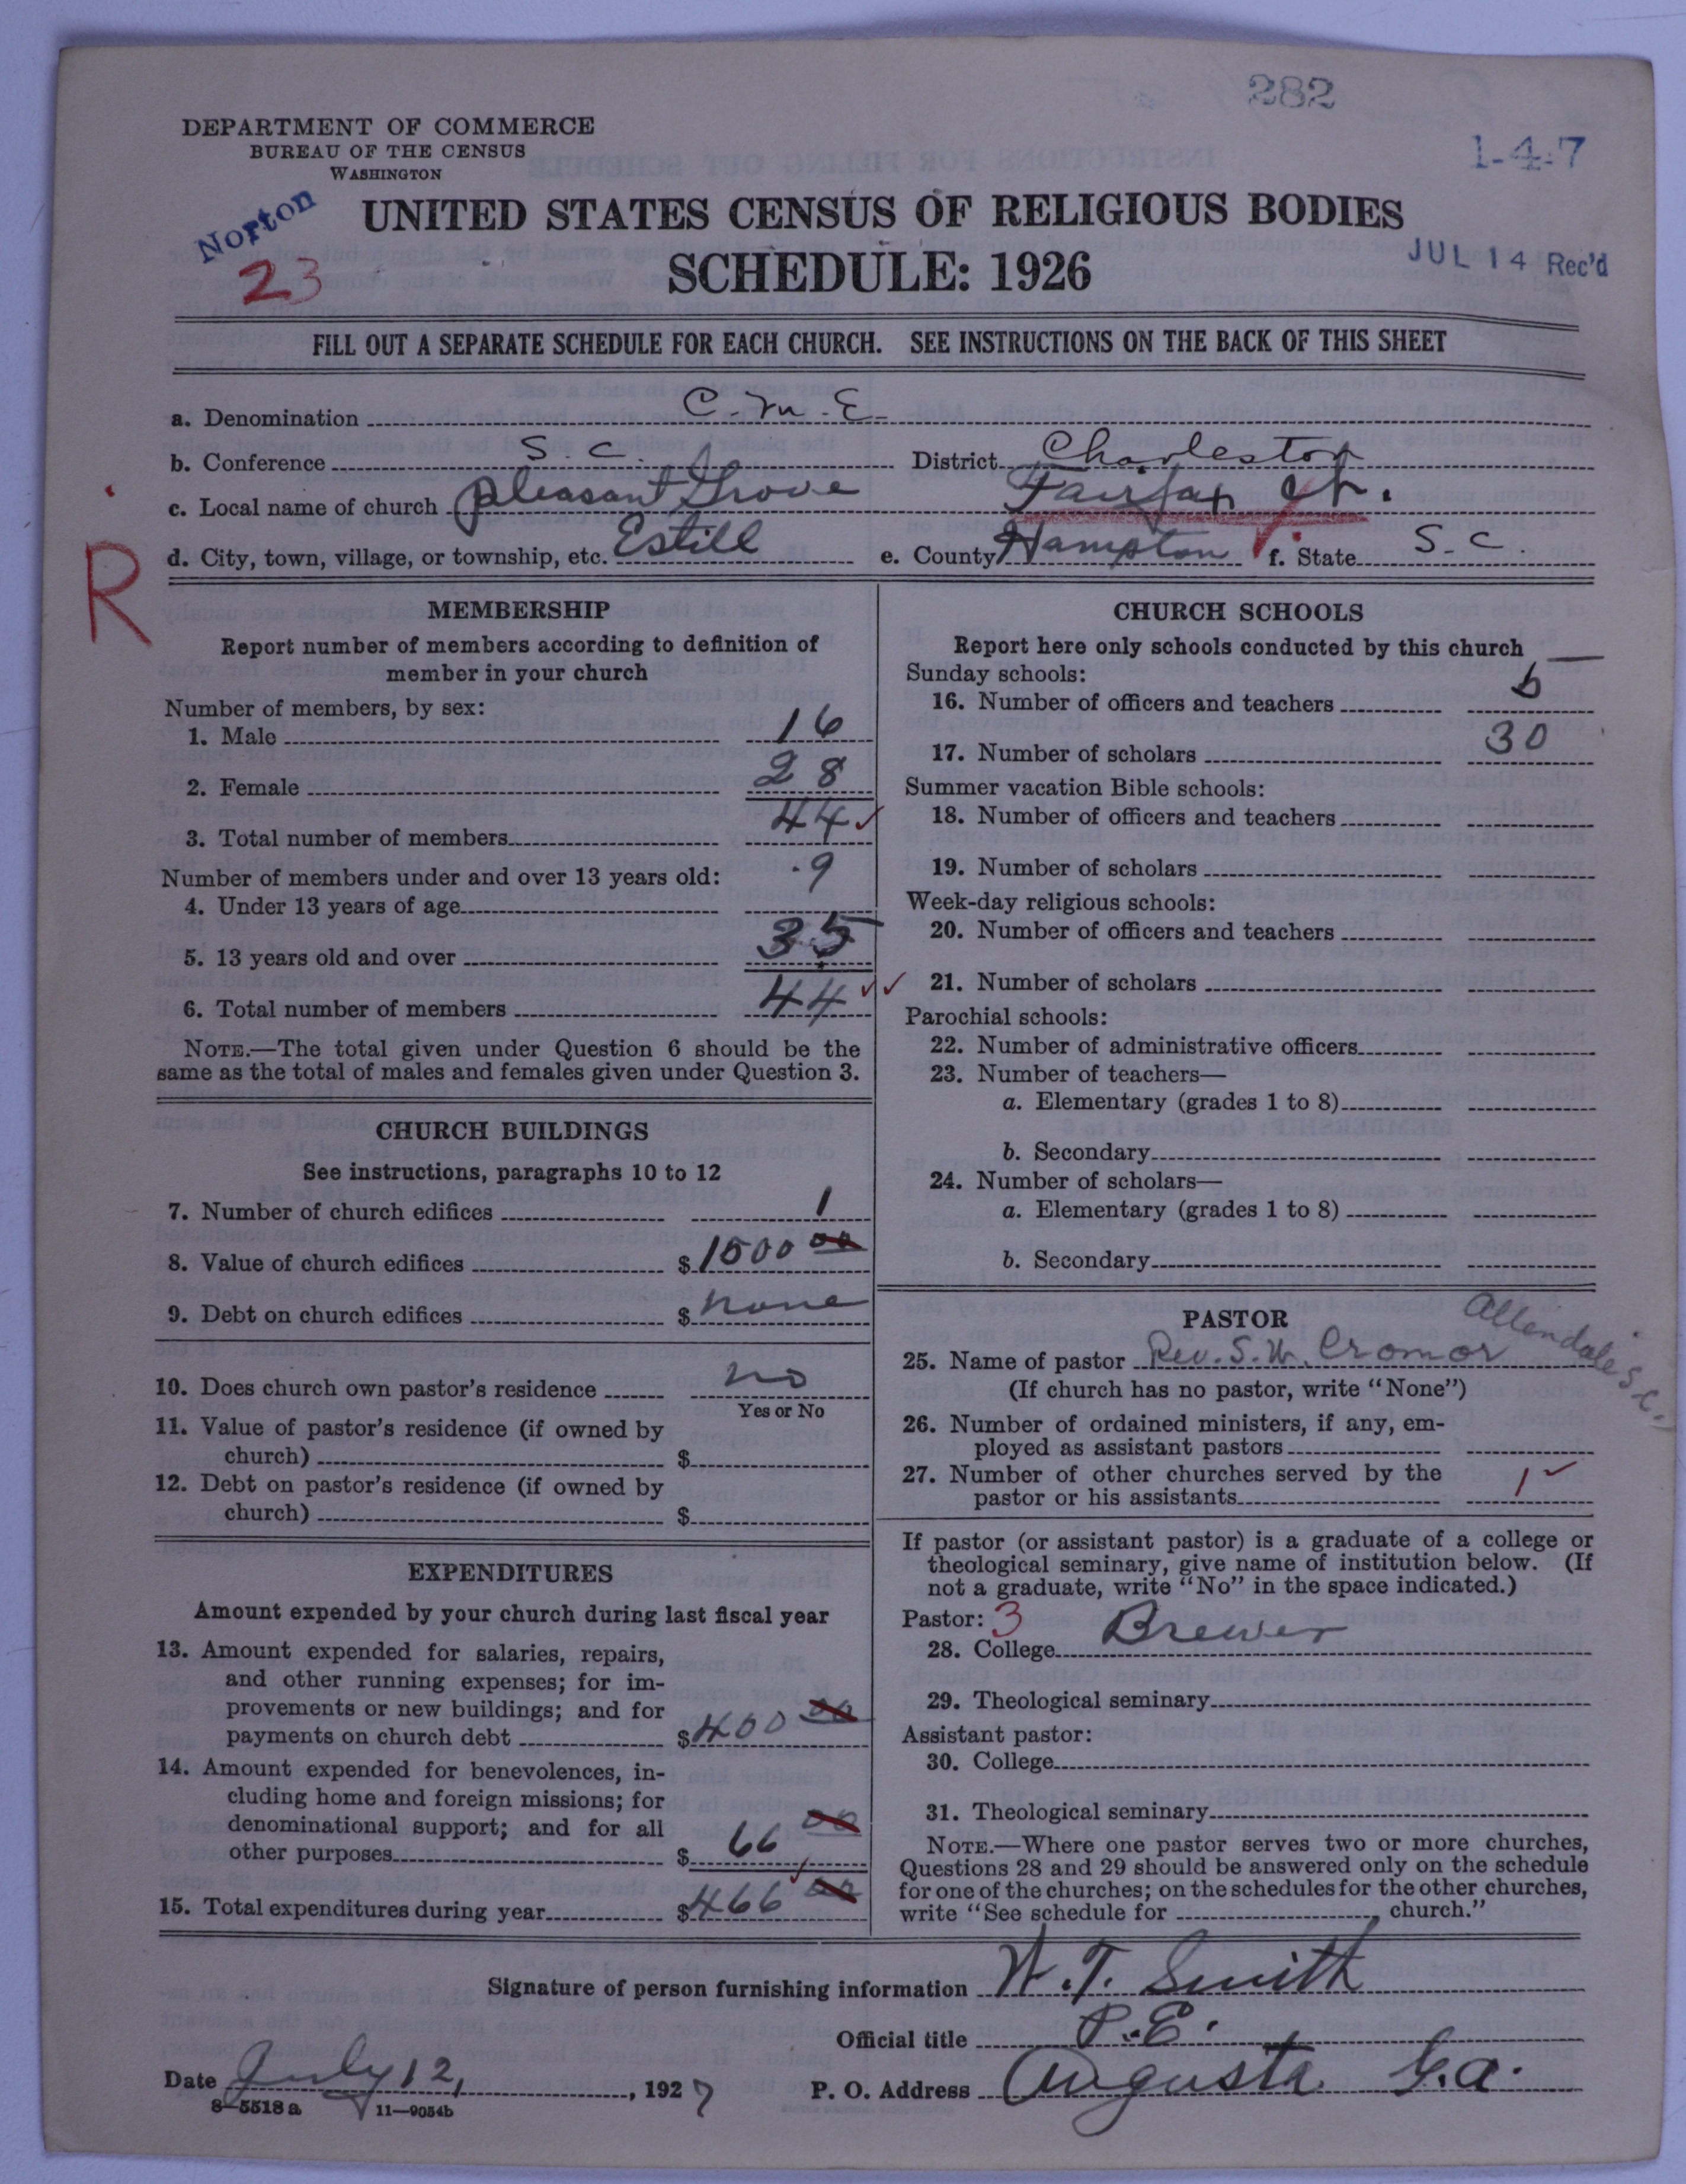 282
DEPARTMENT OF COMMERCE
BUREAU OF THE CENSUS
WASHINGTON
1-4-7
Norton
23
UNITED STATES CENSUS OF RELIGIOUS BODIES
SCHEDULE: 1926
JUL 14 Rec'd
FILL OUT A SEPARATE SCHEDULE FOR EACH CHURCH. SEE INSTRUCTIONS ON THE BACK OF THIS SHEET
a. Denomination C.M.E.
b. Conference S.C. District Charleston
c. Local name of church Pleasant Grove Fairfax Ch.
d. City, town, village, or township, etc. Estill e. County Hampton f. State S.C.
R
MEMBERSHIP
Report number of members according to definition of
member in your church
Number of members, by sex:
1. Male 16
2. Female 28
3. Total number of members 44
Number of members under and over 13 years old:
4. Under 13 years of age 9
5. 13 years old and over 35
6. Total number of members 44
NOTE.—The total given under Question 6 should be the
same as the total of males and females given under Question 3.
CHURCH BUILDINGS
See instructions, paragraphs 10 to 12
7. Number of church edifices 1
8. Value of church edifices $1500 00
9. Debt on church edifices $none
10. Does church own pastor's residence no
Yes or No
11. Value of pastor's residence (if owned by
church) $
12. Debt on pastor's residence (if owned by
church) $
EXPENDITURES
Amount expended by your church during last fiscal year
13. Amount expended for salaries, repairs,
and other running expenses; for im-
provements or new buildings; and for
payments on church debt $400 00
14. Amount expended for benevolences, in-
cluding home and foreign missions; for
denominational support; and for all
other purposes $66 00
15. Total expenditures during year $466 00
CHURCH SCHOOLS
Report here only schools conducted by this church
Sunday schools:
16. Number of officers and teachers
17. Number of scholars 30
Summer vacation Bible schools:
18. Number of officers and teachers
19. Number of scholars
Week-day religious schools:
20. Number of officers and teachers
21. Number of scholars
Parochial schools:
22. Number of administrative officers
23. Number of teachers—
a. Elementary (grades 1 to 8)
b. Secondary
24. Number of scholars—
a. Elementary (grades 1 to 8)
b. Secondary
PASTOR
25. Name of pastor Rev. S.W. Cromor Allendale S.C.
(If church has no pastor, write "None")
26. Number of ordained ministers, if any, em-
ployed as assistant pastors
27. Number of other churches served by the
pastor or his assistants 1
If pastor (or assistant pastor) is a graduate of a college or
theological seminary, give name of institution below. (If
not a graduate, write "No" in the space indicated.)
Pastor: 3
28. College Brewer
29. Theological seminary
Assistant pastor:
30. College
31. Theological seminary
NOTE.—Where one pastor serves two or more churches,
Questions 28 and 29 should be answered only on the schedule
for one of the churches; on the schedules for the other churches,
write "See schedule for , church."
Signature of person furnishing information W.T. Smith
Official title P.E.
Date July 12, , 1927 P. O. Address Augusta Ga.
8-5518a 11—9054b